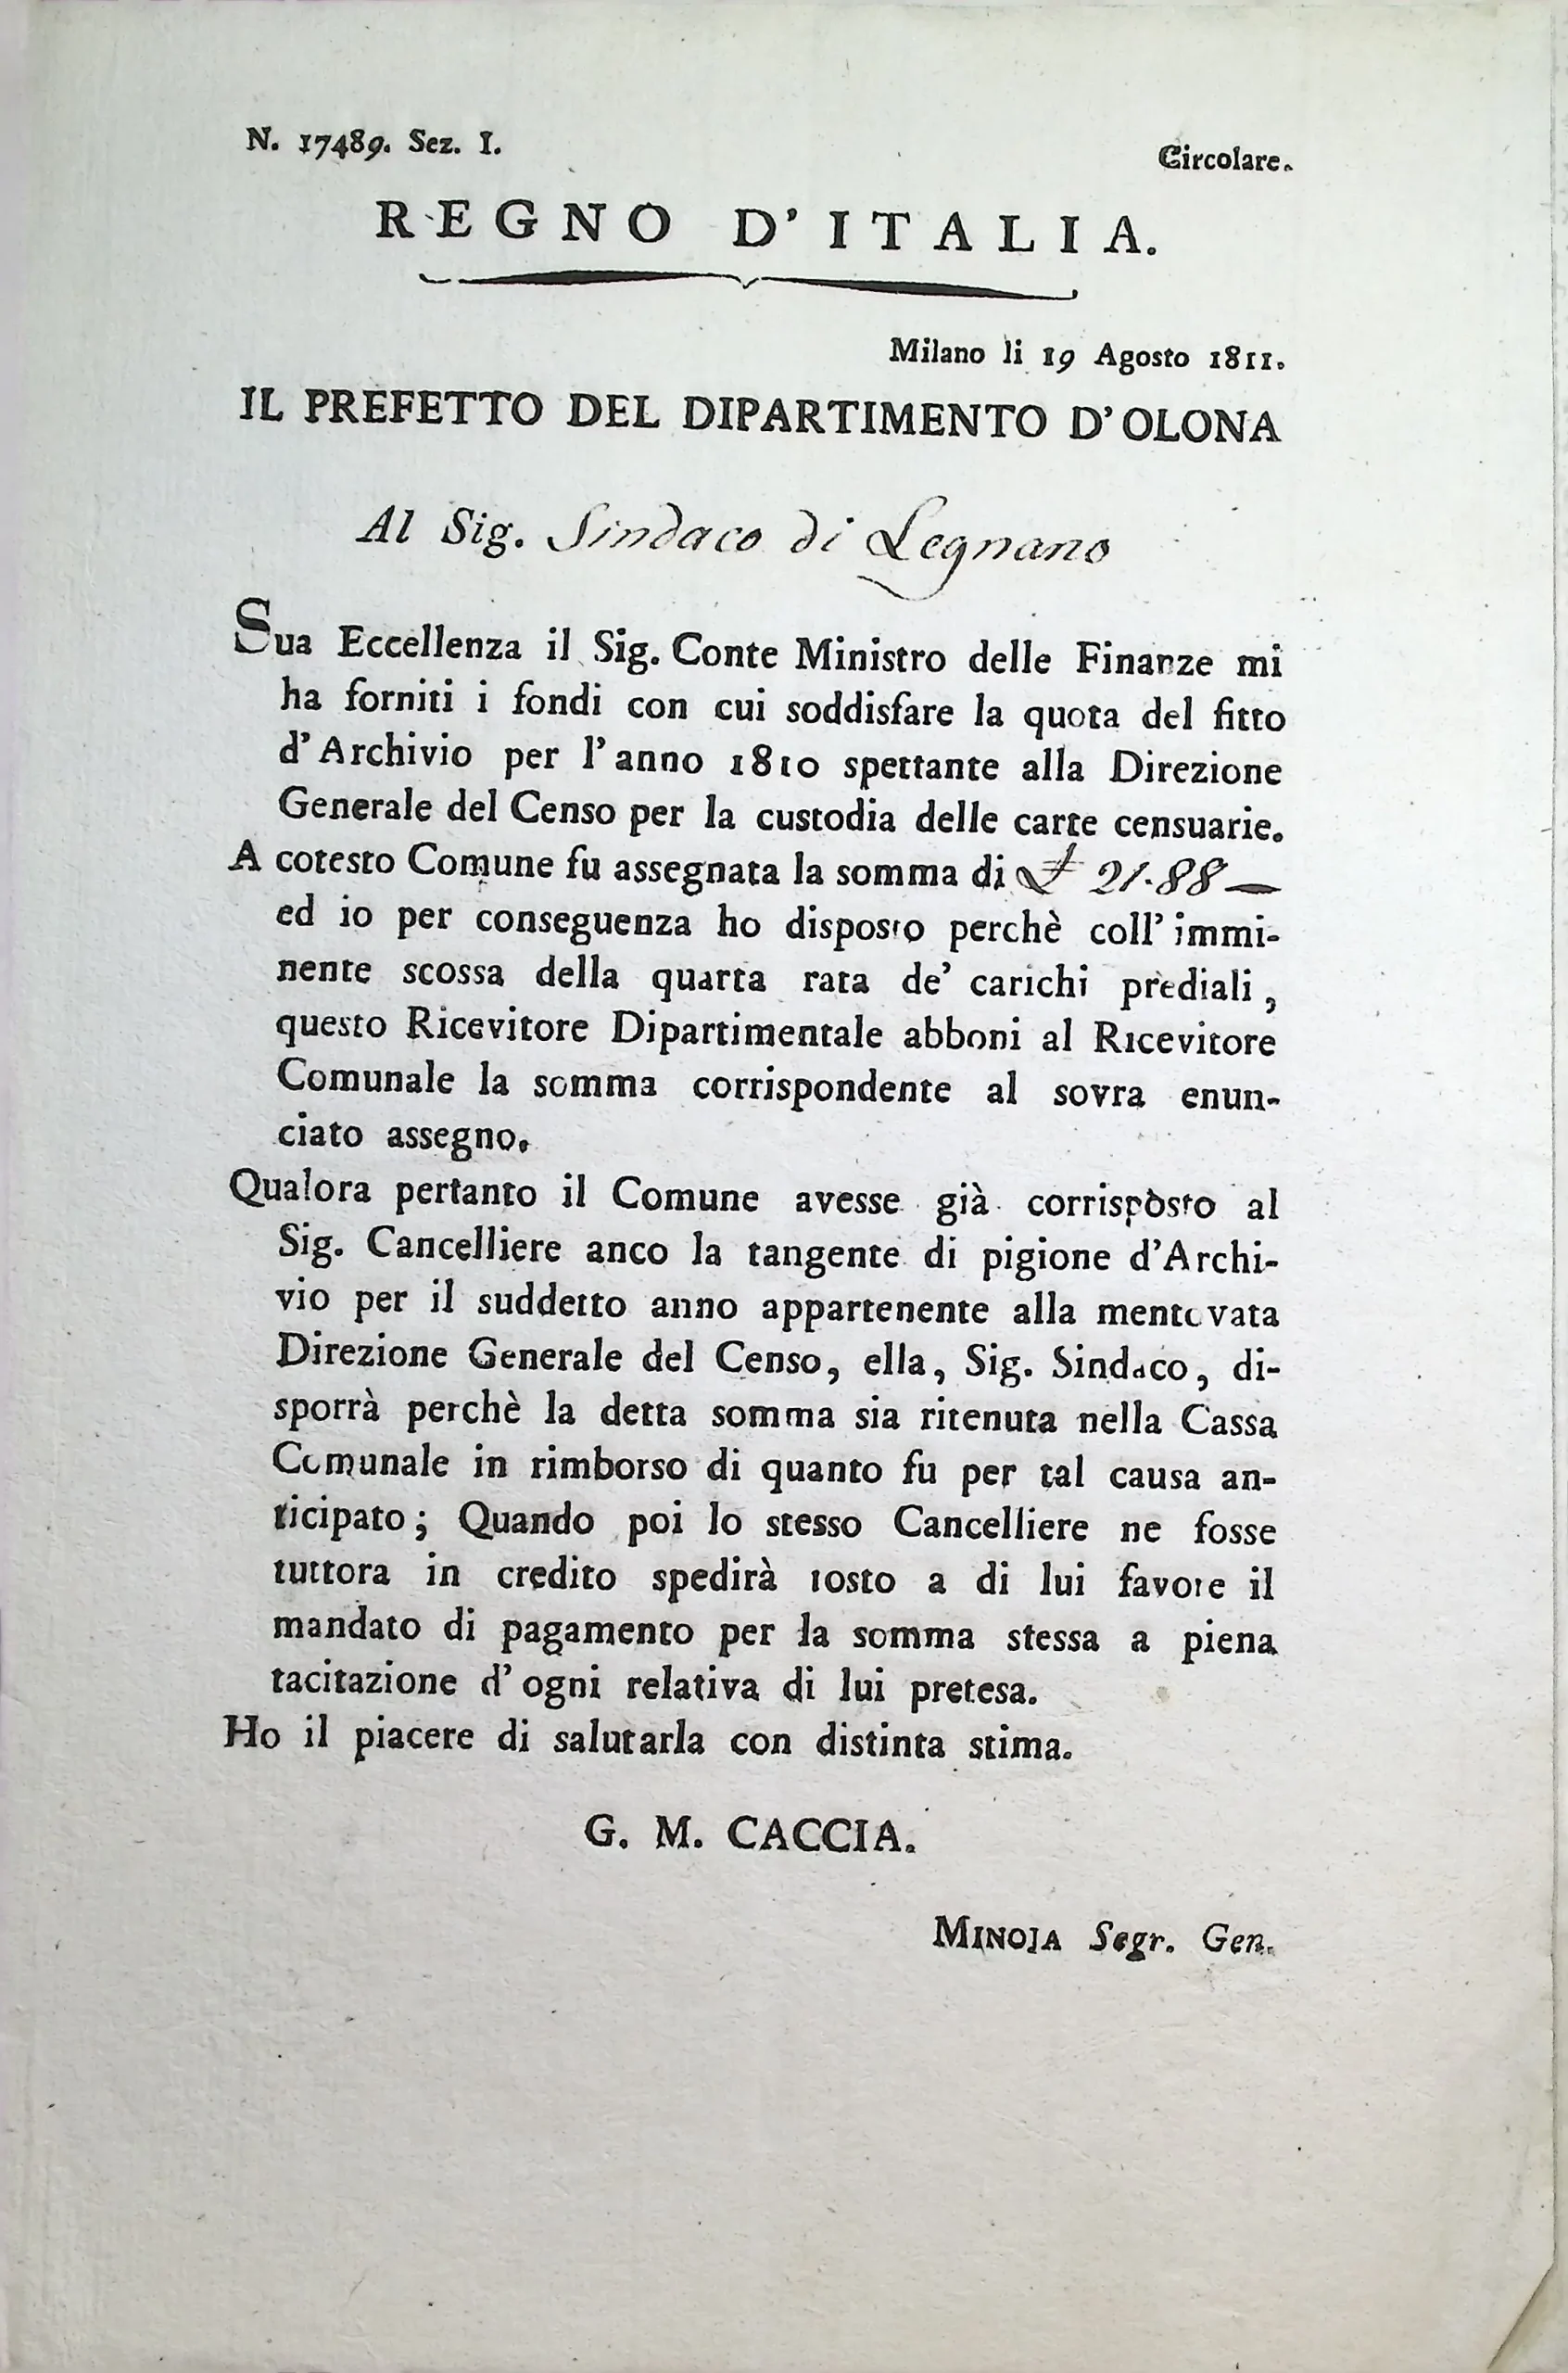 N. 17489. Sez. I.
Circolare.
REGNO D'ITALIA.
Milano li 19 Agosto 1811.
IL PREFETTO DEL DIPARTIMENTO D'OLONA
Al Sig. Sindaco di Legnano
Sua Eccellenza il Sig. Conte Ministro delle Finanze mi
ha forniti i fondi con cui soddisfare la quota del fitto
d'Archivio per l'anno 1810 spettante alla Direzione
Generale del Censo per la custodia delle carte censuarie.
A cotesto Comune fu assegnata la somma di £ 21.88 —
ed io per conseguenza ho disposto perchè coll'immi-
nente scossa della quarta rata de' carichi prediali,
questo Ricevitore Dipartimentale abboni al Ricevitore
Comunale la somma corrispondente al sovra enun-
ciato assegno.
Qualora pertanto il Comune avesse già corrisposto al
Sig. Cancelliere anco la tangente di pigione d'Archi-
vio per il suddetto anno appartenente alla mentovata
Direzione Generale del Censo, ella, Sig. Sindaco, di-
sporrà perchè la detta somma sia ritenuta nella Cassa
Comunale in rimborso di quanto fu per tal causa an-
ticipato; Quando poi lo stesso Cancelliere ne fosse
tuttora in credito spedirà tosto a di lui favore il
mandato di pagamento per la somma stessa a piena
tacitazione d'ogni relativa di lui pretesa.
Ho il piacere di salutarla con distinta stima.
G. M. CACCIA.
MINOJA Segr. Gen.